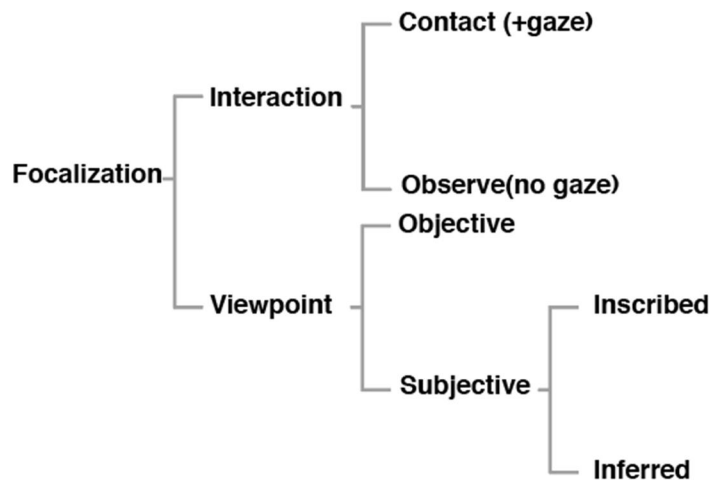 Contact (+gaze)
Interaction
Focalization
Observe(no gaze)
Objective
Viewpoint
Inscribed
Subjective
Inferred